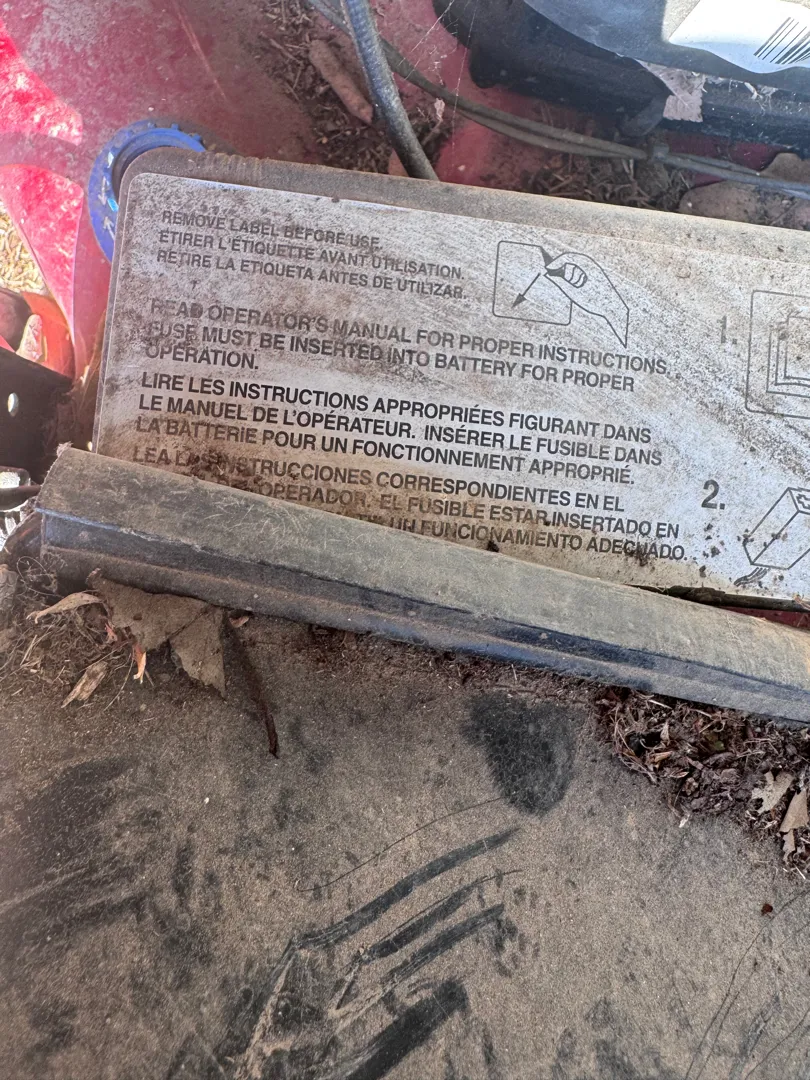 REMOVE LABEL BEFORE USE.
ÉTIRER L'ÉTIQUETTE AVANT UTILISATION.
RETIRE LA ETIQUETA ANTES DE UTILIZAR.
READ OPERATOR'S MANUAL FOR PROPER INSTRUCTIONS.
FUSE MUST BE INSERTED INTO BATTERY FOR PROPER
OPERATION.
LIRE LES INSTRUCTIONS APPROPRIÉES FIGURANT DANS
LE MANUEL DE L'OPÉRATEUR. INSÉRER LE FUSIBLE DANS
LA BATTERIE POUR UN FONCTIONNEMENT APPROPRIÉ.
LEA INSTRUCCIONES CORRESPONDIENTES EN EL
OPERADOR. EL FUSIBLE ESTAR INSERTADO EN
UN FUNCIONAMIENTO ADECUADO.
1.
2.